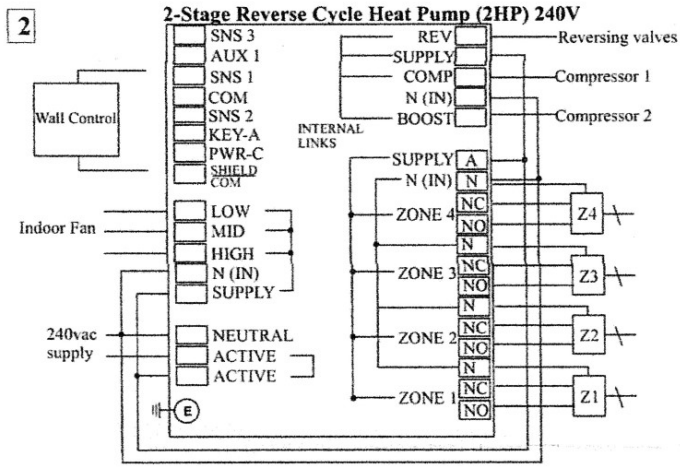 2
2-Stage Reverse Cycle Heat Pump (2HP) 240V
SNS 3
AUX 1
SNS 1
COM
SNS 2
KEY-A
PWR-C
SHIELD
COM
Wall Control
Indoor Fan
LOW
MID
HIGH
N (IN)
SUPPLY
240vac
supply
NEUTRAL
ACTIVE
ACTIVE
E
INTERNAL
LINKS
REV
Reversing valves
SUPPLY
COMP
Compressor 1
N (IN)
BOOST
Compressor 2
SUPPLY A
N (IN) N
ZONE 4
NC
NO
Z4
N
ZONE 3
NC
NO
Z3
N
ZONE 2
NC
NO
Z2
N
ZONE 1
NC
NO
Z1